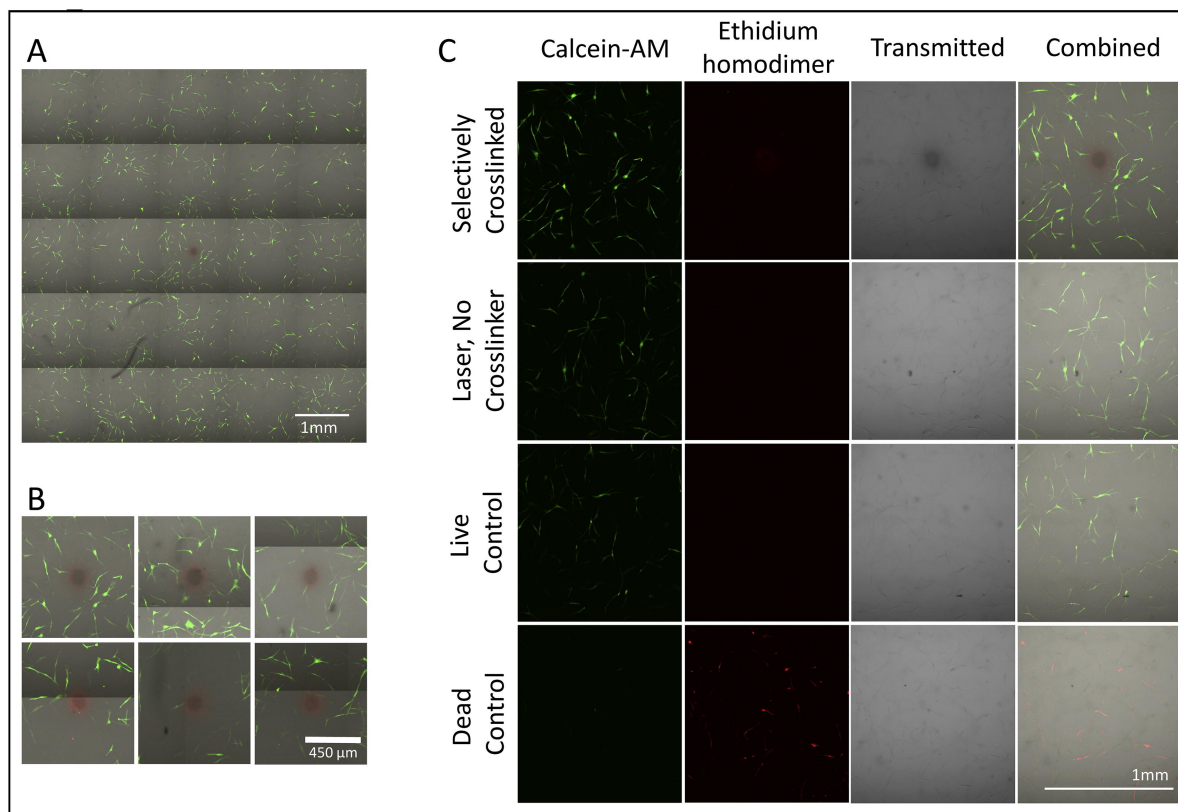 A
1mm
B
450 µm
C
Calcein-AM
Ethidium
homodimer
Transmitted
Combined
Selectively
Crosslinked
Laser, No
Crosslinker
Live
Control
Dead
Control
1mm